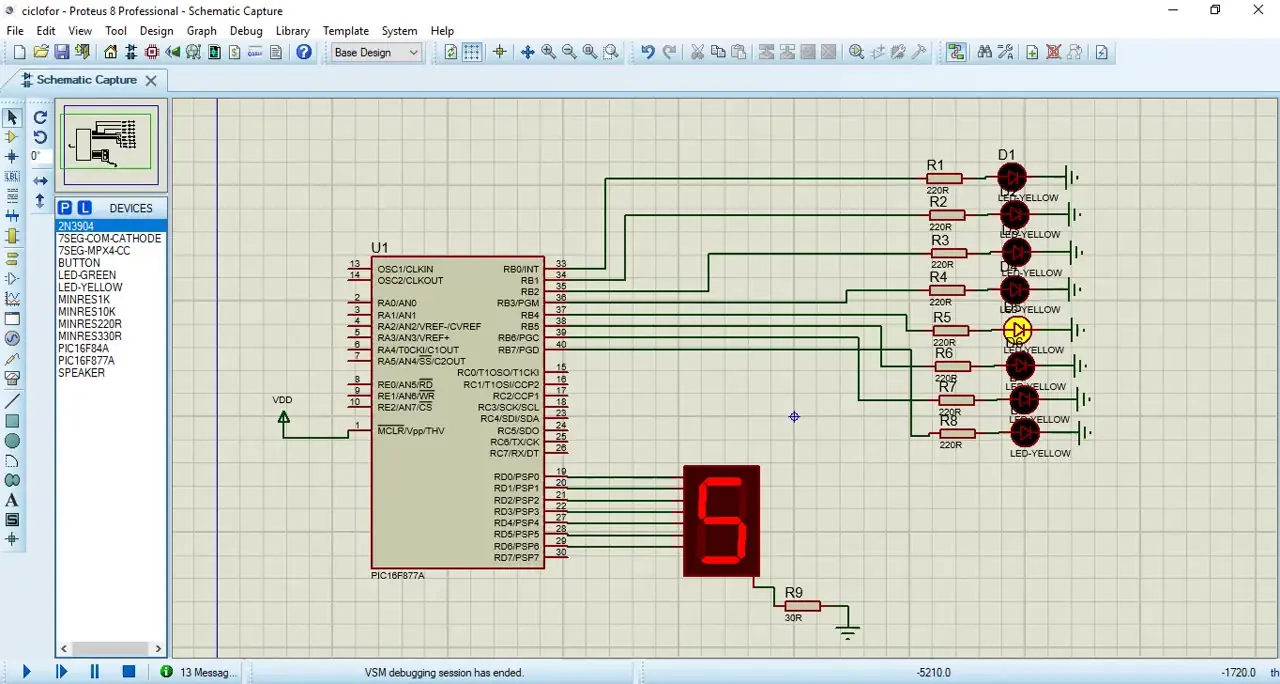 ciclofor - Proteus 8 Professional - Schematic Capture
File Edit View Tool Design Graph Debug Library Template System Help
Base Design
Schematic Capture
0°
P L DEVICES
2N3904
7SEG-COM-CATHODE
7SEG-MPX4-CC
BUTTON
LED-GREEN
LED-YELLOW
MINRES1K
MINRES10K
MINRES220R
MINRES330R
PIC16F84A
PIC16F877A
SPEAKER
D1
R1
220R
LED-YELLOW
R2
220R
LED-YELLOW
R3
220R
LED-YELLOW
R4
220R
LED-YELLOW
D5
R5
220R
LED-YELLOW
D6
R6
220R
LED-YELLOW
R7
220R
LED-YELLOW
R8
220R
LED-YELLOW
U1
13 OSC1/CLKIN RB0/INT 33
14 OSC2/CLKOUT RB1 34
RB2 35
2 RA0/AN0 RB3/PGM 36
3 RA1/AN1 RB4 37
4 RA2/AN2/VREF-/CVREF RB5 38
5 RA3/AN3/VREF+ RB6/PGC 39
6 RA4/T0CKI/C1OUT RB7/PGD 40
7 RA5/AN4/SS/C2OUT
RC0/T1OSO/T1CKI 15
8 RE0/AN5/RD RC1/T1OSI/CCP2 16
9 RE1/AN6/WR RC2/CCP1 17
10 RE2/AN7/CS RC3/SCK/SCL 18
RC4/SDI/SDA 23
1 MCLR/Vpp/THV RC5/SDO 24
RC6/TX/CK 25
RC7/RX/DT 26
RD0/PSP0 19
RD1/PSP1 20
RD2/PSP2 21
RD3/PSP3 22
RD4/PSP4 27
RD5/PSP5 28
RD6/PSP6 29
RD7/PSP7 30
PIC16F877A
VDD
5
R9
30R
13 Messag...
VSM debugging session has ended.
-5210.0
-1720.0
th